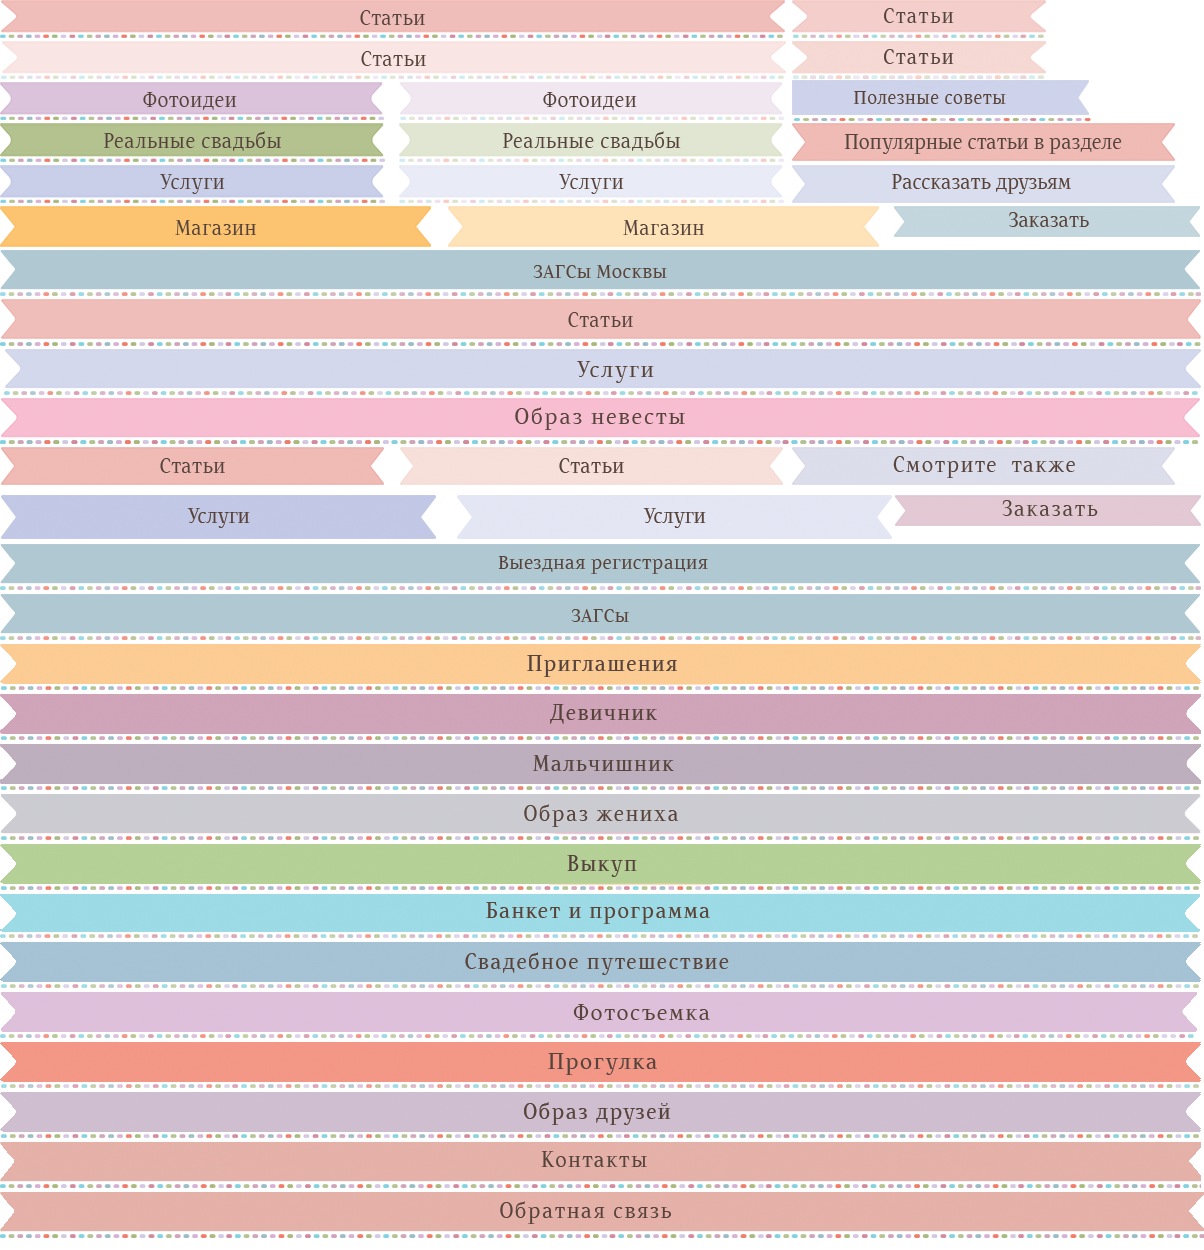 Статьи
Статьи
Статьи
Статьи
Фотоидеи
Фотоидеи
Полезные советы
Реальные свадьбы
Реальные свадьбы
Популярные статьи в разделе
Услуги
Услуги
Рассказать друзьям
Магазин
Магазин
Заказать
ЗАГСы Москвы
Статьи
Услуги
Образ невесты
Статьи
Статьи
Смотрите также
Услуги
Услуги
Заказать
Выездная регистрация
ЗАГСы
Приглашения
Девичник
Мальчишник
Образ жениха
Выкуп
Банкет и программа
Свадебное путешествие
Фотосъемка
Прогулка
Образ друзей
Контакты
Обратная связь